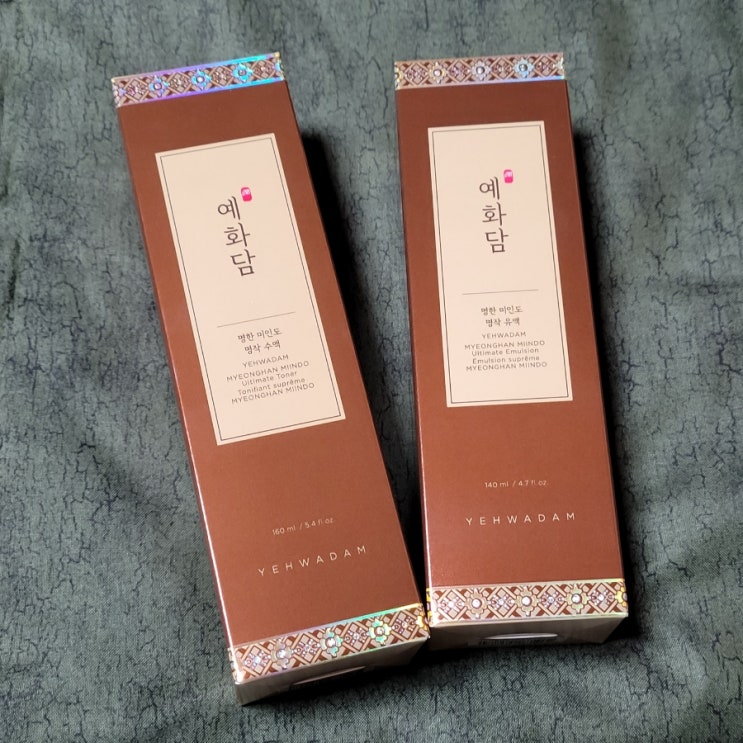 예화담
명한 미인도
명작 수액
YEHWADAM
MYEONGHAN MIINDO
Ultimate Toner
Tonifiant suprême
MYEONGHAN MIINDO
160 ml / 5.4 fl.oz.
YEHWADAM
예화담
명한 미인도
명작 유액
YEHWADAM
MYEONGHAN MIINDO
Ultimate Emulsion
Émulsion suprême
MYEONGHAN MIINDO
140 ml / 4.7 fl.oz.
YEHWADAM